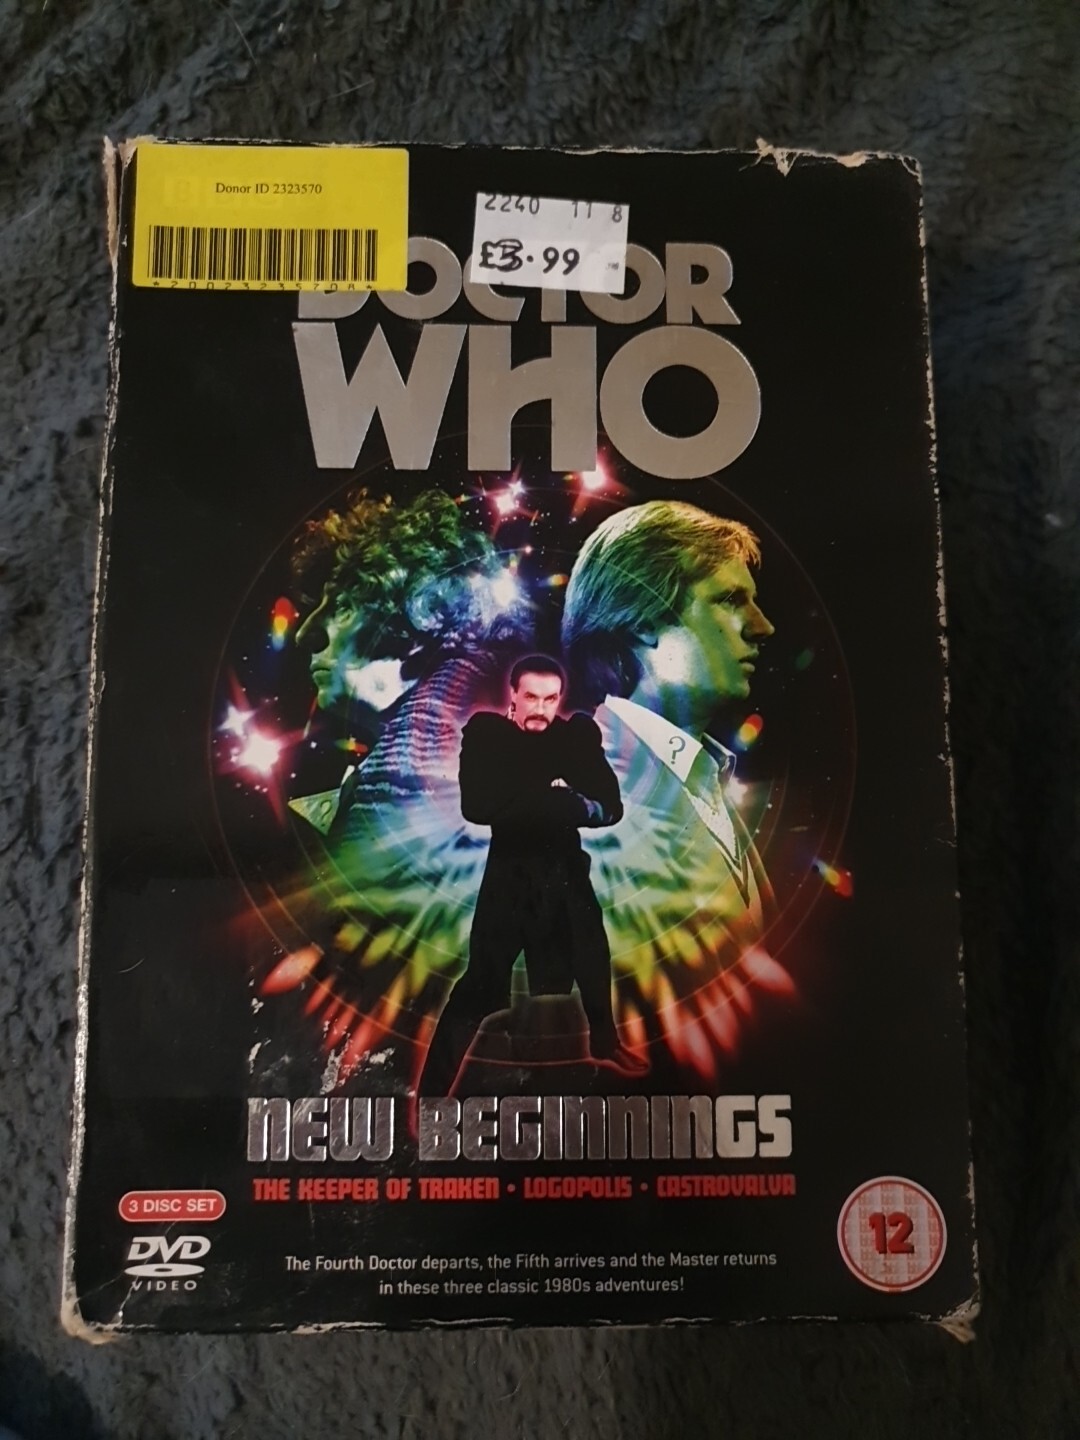 Donor ID 2323570
*20023235708*
2240 11 8
£3.99
DOCTOR
WHO
?
NEW BEGINNINGS
THE KEEPER OF TRAKEN • LOGOPOLIS • CASTROVALVA
3 DISC SET
DVD
VIDEO
12
The Fourth Doctor departs, the Fifth arrives and the Master returns
in these three classic 1980s adventures!